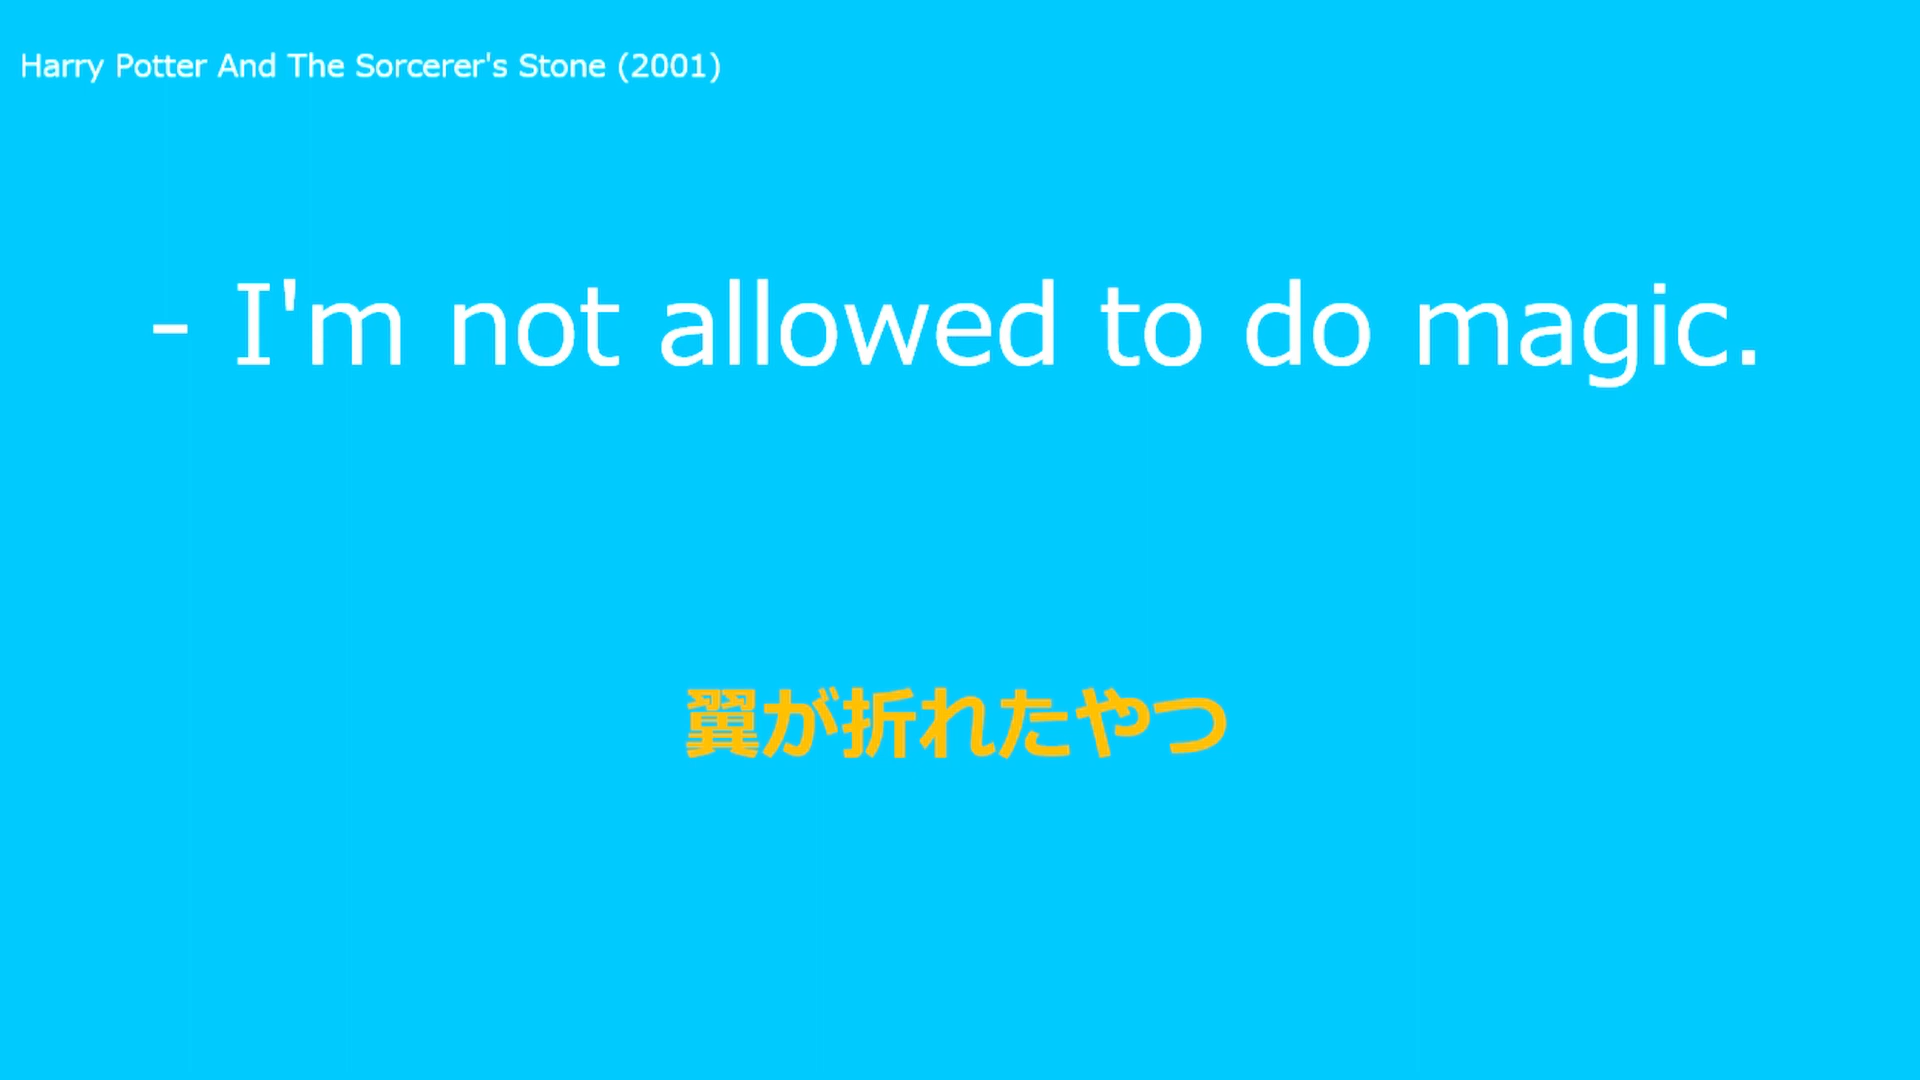 Harry Potter And The Sorcerer's Stone (2001)
- I'm not allowed to do magic.
翼が折れたやつ